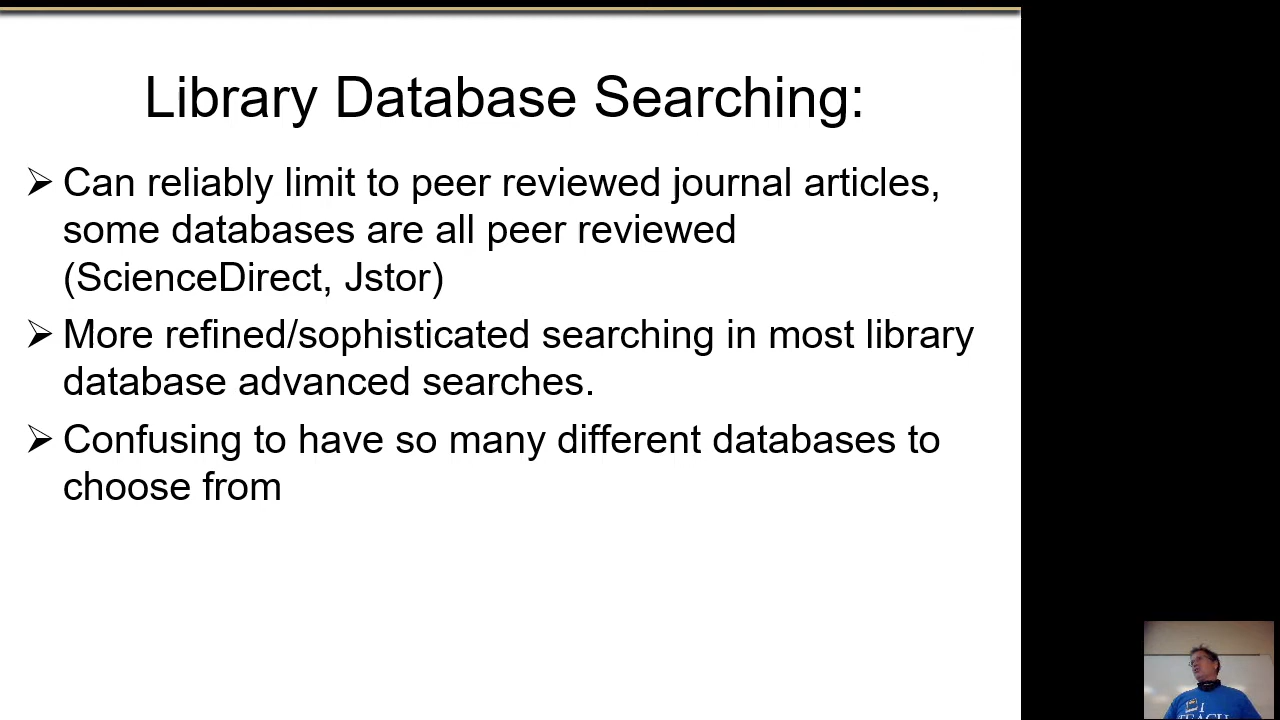 Library Database Searching:
➢ Can reliably limit to peer reviewed journal articles,
some databases are all peer reviewed
(ScienceDirect, Jstor)
➢ More refined/sophisticated searching in most library
database advanced searches.
➢ Confusing to have so many different databases to
choose from
I
TEACH